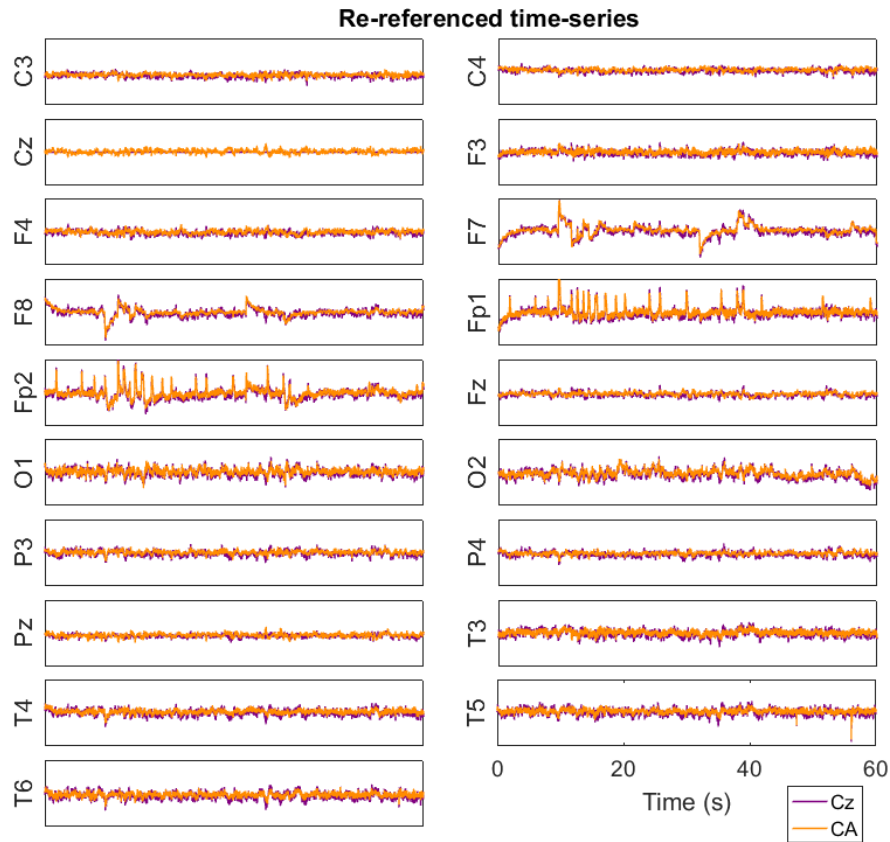 Re-referenced time-series
C3
C4
Cz
F3
F4
F7
F8
Fp1
Fp2
Fz
O1
O2
P3
P4
Pz
T3
T4
T5
0 20 40 60
T6
Time (s)
Cz
CA